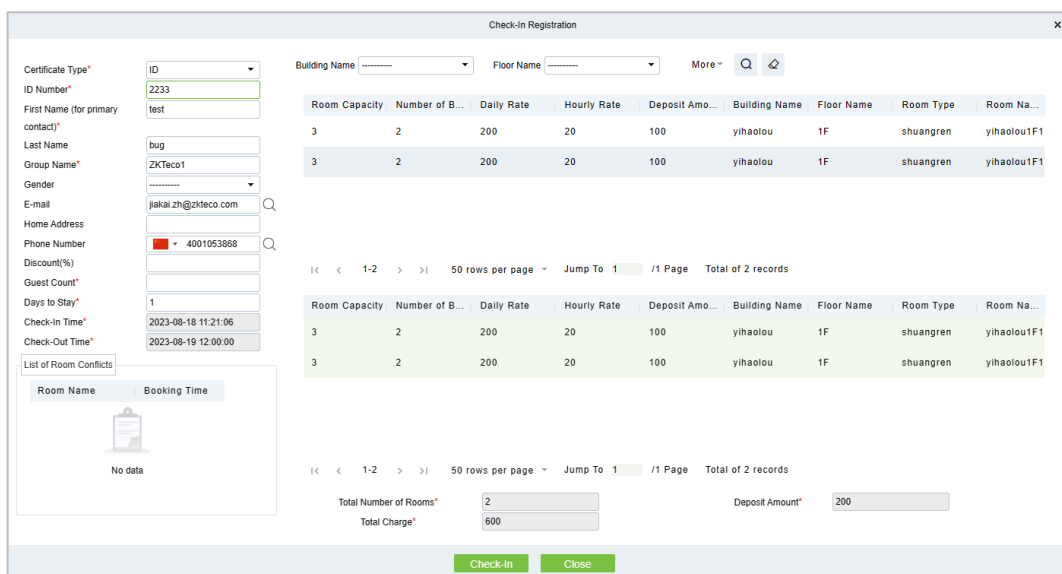 Check-In Registration ×
Certificate Type* ID
ID Number* 2233
First Name (for primary contact)* test
Last Name bug
Group Name* ZKTeco1
Gender ----------
E-mail jiakai.zh@zkteco.com
Home Address
Phone Number 4001053868
Discount(%)
Guest Count*
Days to Stay* 1
Check-In Time* 2023-08-18 11:21:06
Check-Out Time* 2023-08-19 12:00:00
List of Room Conflicts
Room Name Booking Time
No data
Building Name ---------- Floor Name ---------- More
Room Capacity Number of B... Daily Rate Hourly Rate Deposit Amo... Building Name Floor Name Room Type Room Na...
3 2 200 20 100 yihaolou 1F shuangren yihaolou1F1
3 2 200 20 100 yihaolou 1F shuangren yihaolou1F1
|< < 1-2 > >| 50 rows per page Jump To 1 /1 Page Total of 2 records
Room Capacity Number of B... Daily Rate Hourly Rate Deposit Amo... Building Name Floor Name Room Type Room Na...
3 2 200 20 100 yihaolou 1F shuangren yihaolou1F1
3 2 200 20 100 yihaolou 1F shuangren yihaolou1F1
|< < 1-2 > >| 50 rows per page Jump To 1 /1 Page Total of 2 records
Total Number of Rooms* 2 Deposit Amount* 200
Total Charge* 600
Check-In Close